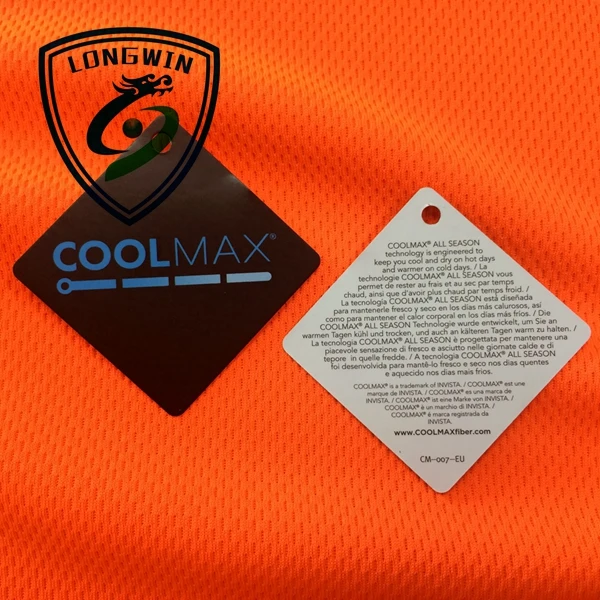 LONGWIN
COOLMAX®
COOLMAX® ALL SEASON
technology is engineered to
keep you cool and dry on hot days
and warmer on cold days. / La
technologie COOLMAX® ALL SEASON vous
permet de rester au frais et au sec par temps
chaud, ainsi que d'avoir plus chaud par temps froid. /
La tecnología COOLMAX® ALL SEASON está diseñada
para mantenerle fresco y seco en los días más calurosos, así
como para mantener el calor corporal en los días más fríos. / Die
COOLMAX® ALL SEASON Technologie wurde entwickelt, um Sie an
warmen Tagen kühl und trocken, und auch an kälteren Tagen warm zu halten. /
La tecnologia COOLMAX® ALL SEASON è progettata per mantenere una
piacevole sensazione di fresco e asciutto nelle giornate calde e di
tepore in quelle fredde. / A tecnologia COOLMAX® ALL SEASON
foi desenvolvida para mantê-lo fresco e seco nos dias quentes
e aquecido nos dias mais frios.
COOLMAX® is a trademark of INVISTA. / COOLMAX® est une
marque de INVISTA. / COOLMAX® es una marca de
INVISTA. / COOLMAX® ist eine Marke von INVISTA. /
COOLMAX® è un marchio di INVISTA. /
COOLMAX® é marca registrada da
INVISTA.
www.COOLMAXfiber.com
CM-007-EU